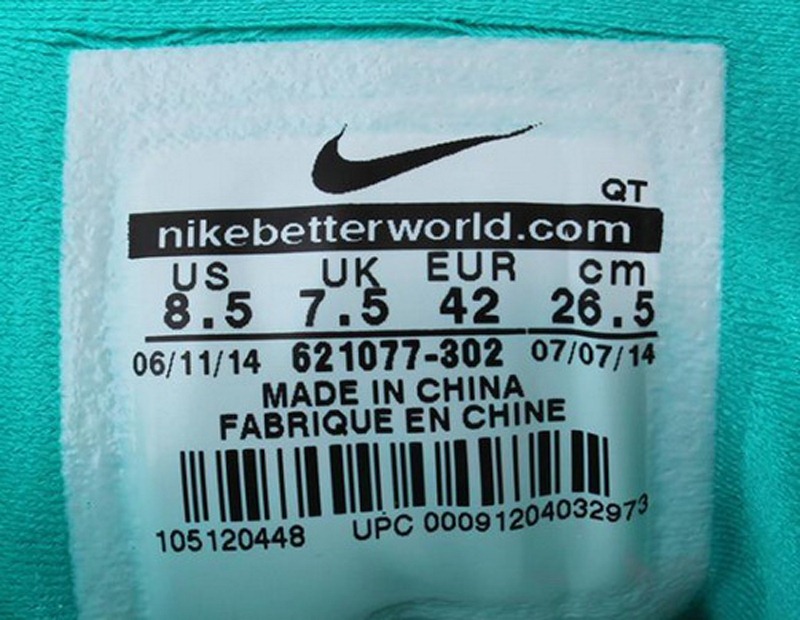 QT
nikebetterworld.com
US UK EUR cm
8.5 7.5 42 26.5
06/11/14 621077-302 07/07/14
MADE IN CHINA
FABRIQUE EN CHINE
105120448 UPC 00091204032973